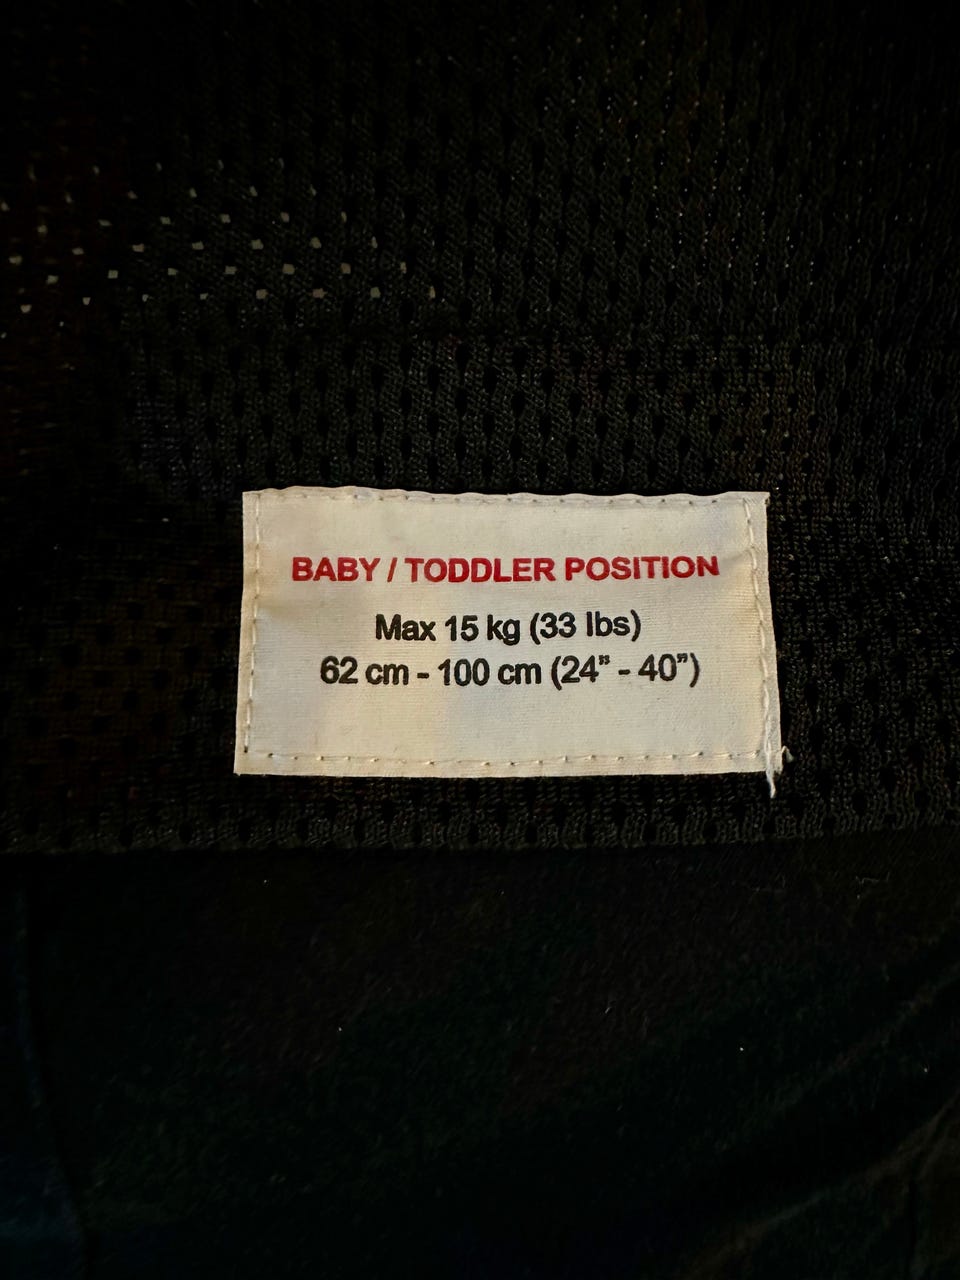 BABY / TODDLER POSITION
Max 15 kg (33 lbs)
62 cm - 100 cm (24” - 40”)